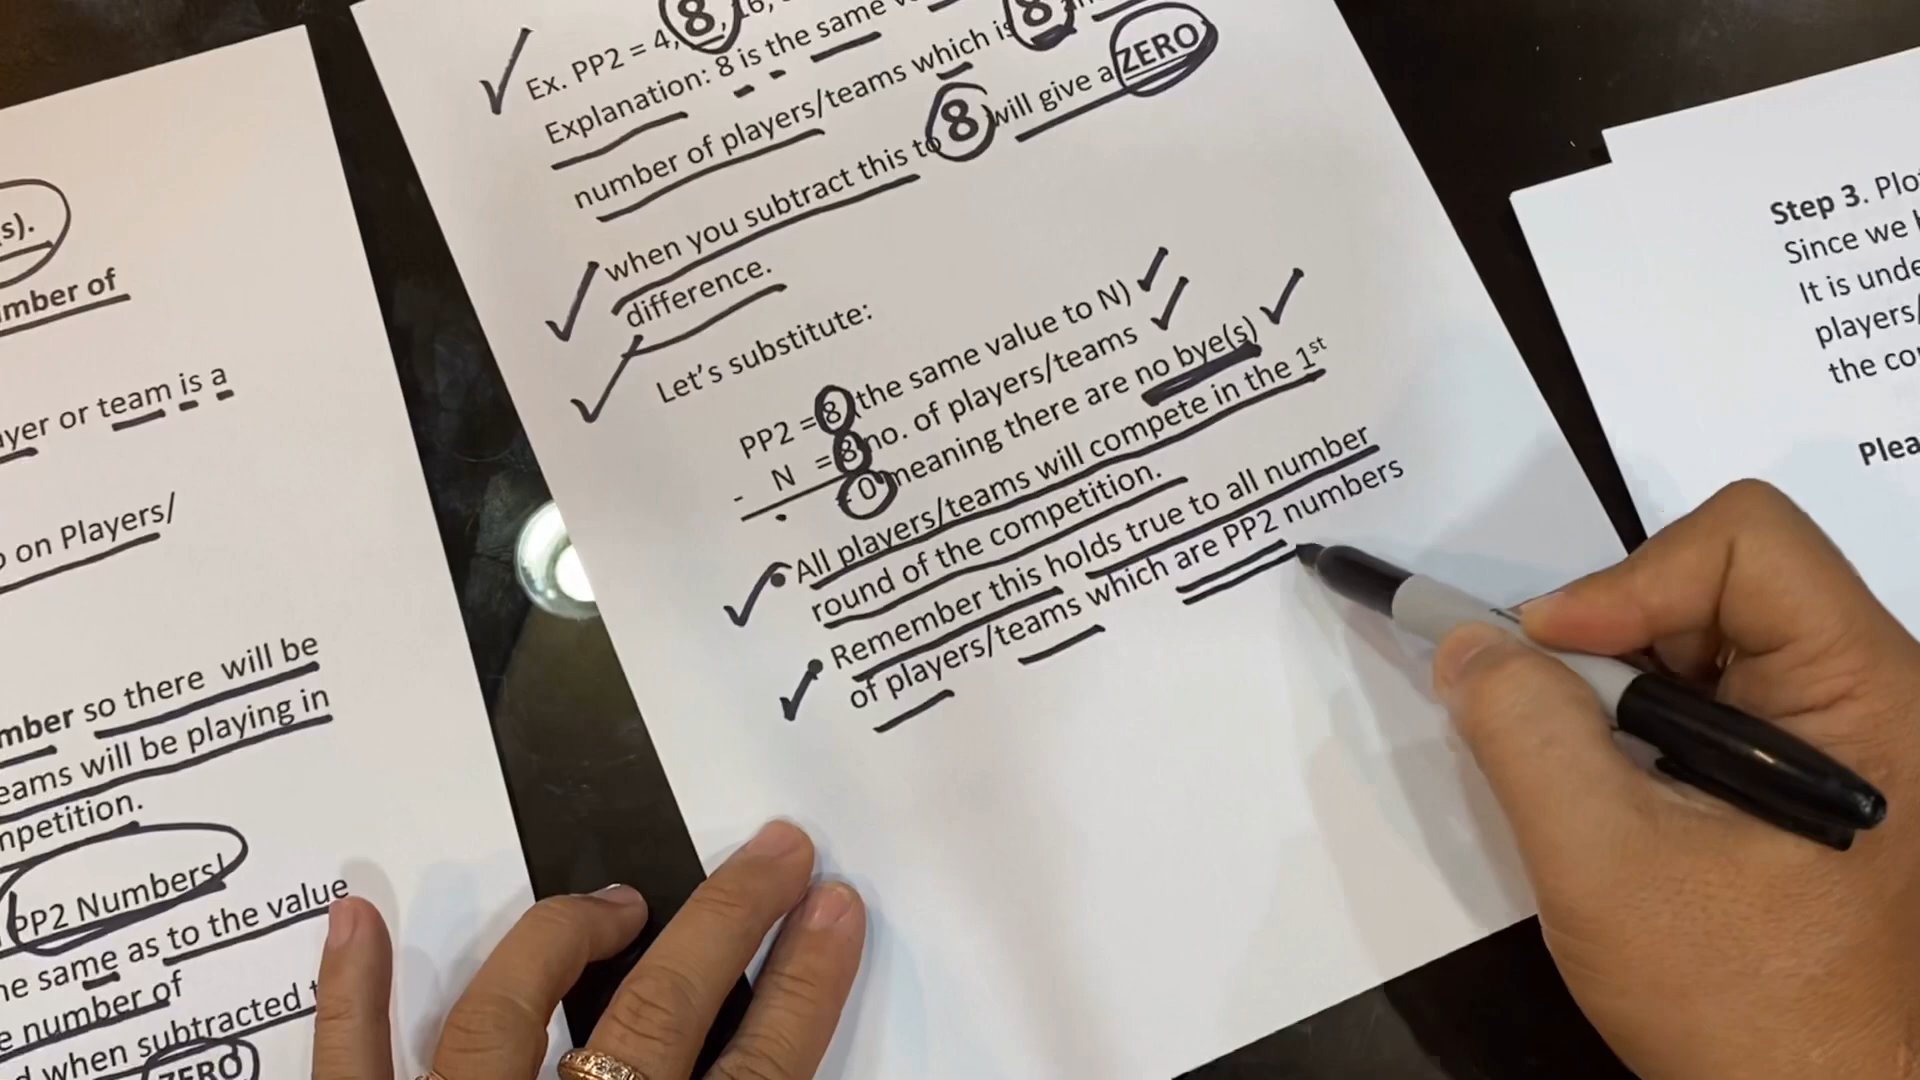 s).
mber of
ayer or team is a
o on Players/
mber so there will be
eams will be playing in
mpetition.
PP2 Numbers!
he same as to the value
e number of
d when subtracted t
ZERO
Ex. PP2 = 4, 8, 16,
Explanation: 8 is the same
number of players/teams which is 8
when you subtract this to 8 will give a ZERO
difference.
Let's substitute:
PP2 = 8 (the same value to N)
- N = 8 no. of players/teams
0 meaning there are no bye(s)
• All players/teams will compete in the 1st
round of the competition.
• Remember this holds true to all number
of players/teams which are PP2 numbers
Step 3. Plo
Since we
It is unde
players/
the co
Plea